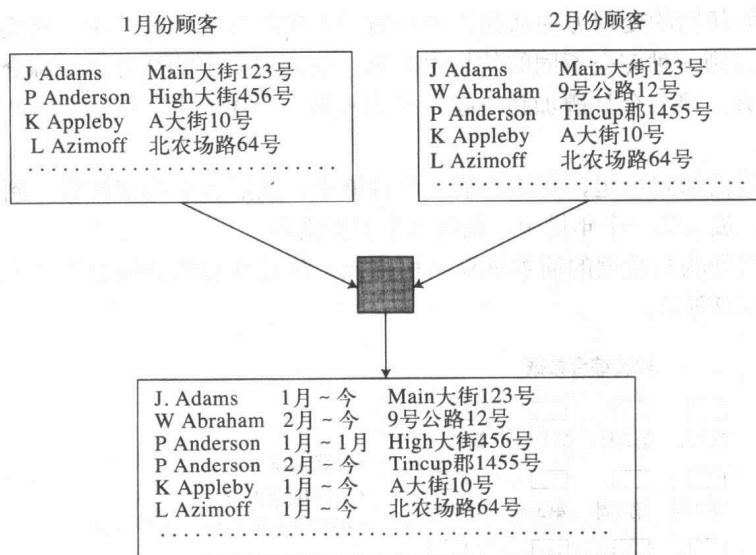 1月份顾客
J Adams Main大街123号
P Anderson High大街456号
K Appleby A大街10号
L Azimoff 北农场路64号
2月份顾客
J Adams Main大街123号
W Abraham 9号公路12号
P Anderson Tincup郡1455号
K Appleby A大街10号
L Azimoff 北农场路64号
J. Adams 1月~今 Main大街123号
W Abraham 2月~今 9号公路12号
P Anderson 1月~1月 High大街456号
P Anderson 2月~今 Tincup郡1455号
K Appleby 1月~今 A大街10号
L Azimoff 1月~今 北农场路64号